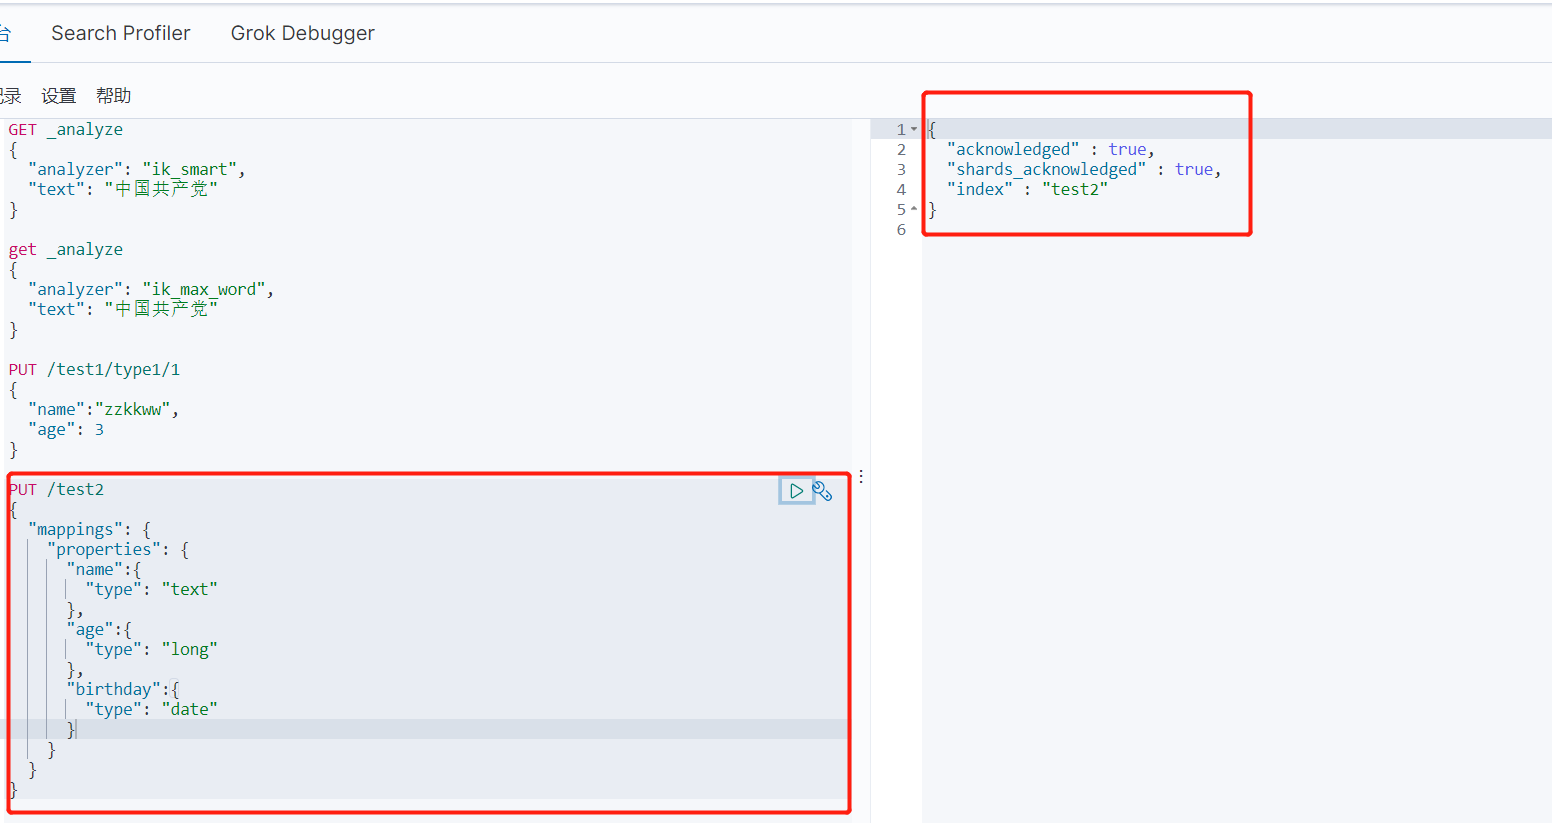 台 Search Profiler Grok Debugger
记录 设置 帮助
GET _analyze
{
  "analyzer": "ik_smart",
  "text": "中国共产党"
}
get _analyze
{
  "analyzer": "ik_max_word",
  "text": "中国共产党"
}
PUT /test1/type1/1
{
  "name":"zzkkww",
  "age": 3
}
PUT /test2
{
  "mappings": {
    "properties": {
      "name":{
        "type": "text"
      },
      "age":{
        "type": "long"
      },
      "birthday":{
        "type": "date"
      }
    }
  }
}
1 {
2   "acknowledged" : true,
3   "shards_acknowledged" : true,
4   "index" : "test2"
5 }
6